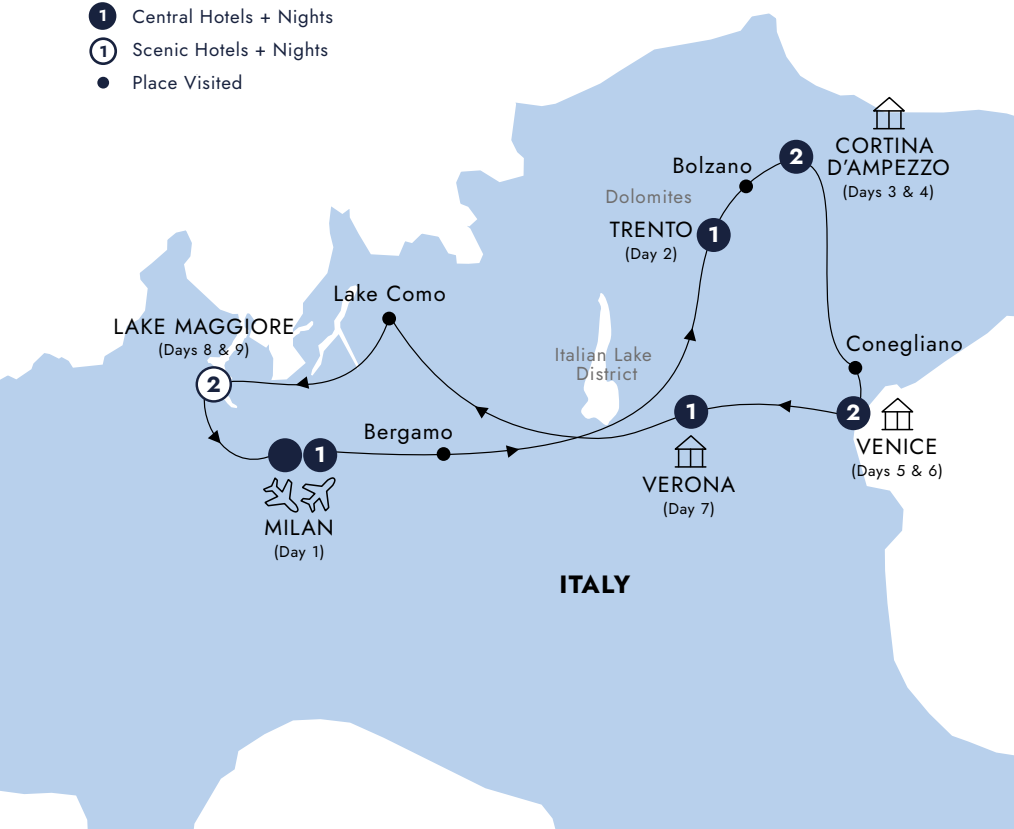 1 Central Hotels + Nights
1 Scenic Hotels + Nights
Place Visited
2
CORTINA
D’AMPEZZO
(Days 3 & 4)
Bolzano
Dolomites
TRENTO
1
(Day 2)
Lake Como
LAKE MAGGIORE
(Days 8 & 9)
2
Italian Lake
District
Conegliano
1
2
VENICE
(Days 5 & 6)
Bergamo
1
VERONA
(Day 7)
MILAN
(Day 1)
ITALY